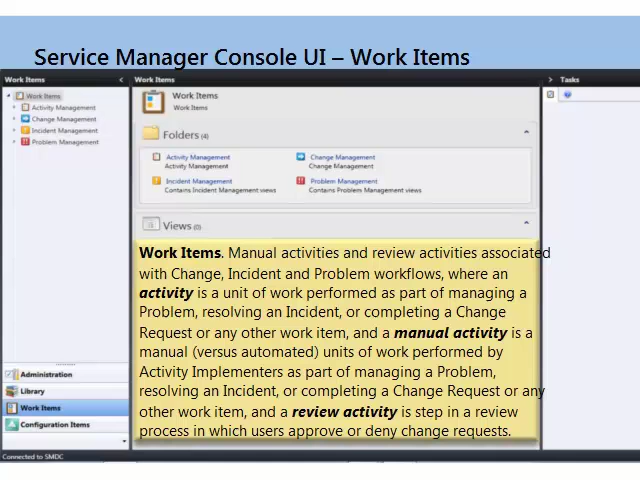 Service Manager Console UI – Work Items
Work Items
Work Items
Tasks
Work Items
Activity Management
Change Management
Incident Management
Problem Management
Work Items
Work Items
Folders (4)
Activity Management
Activity Management
Change Management
Change Management
Incident Management
Contains Incident Management views
Problem Management
Contains Problem Management views
Views (0)
Work Items. Manual activities and review activities associated
with Change, Incident and Problem workflows, where an
activity is a unit of work performed as part of managing a
Problem, resolving an Incident, or completing a Change
Request or any other work item, and a manual activity is a
manual (versus automated) units of work performed by
Activity Implementers as part of managing a Problem,
resolving an Incident, or completing a Change Request or any
other work item, and a review activity is step in a review
process in which users approve or deny change requests.
Administration
Library
Work Items
Configuration Items
Connected to SMDC